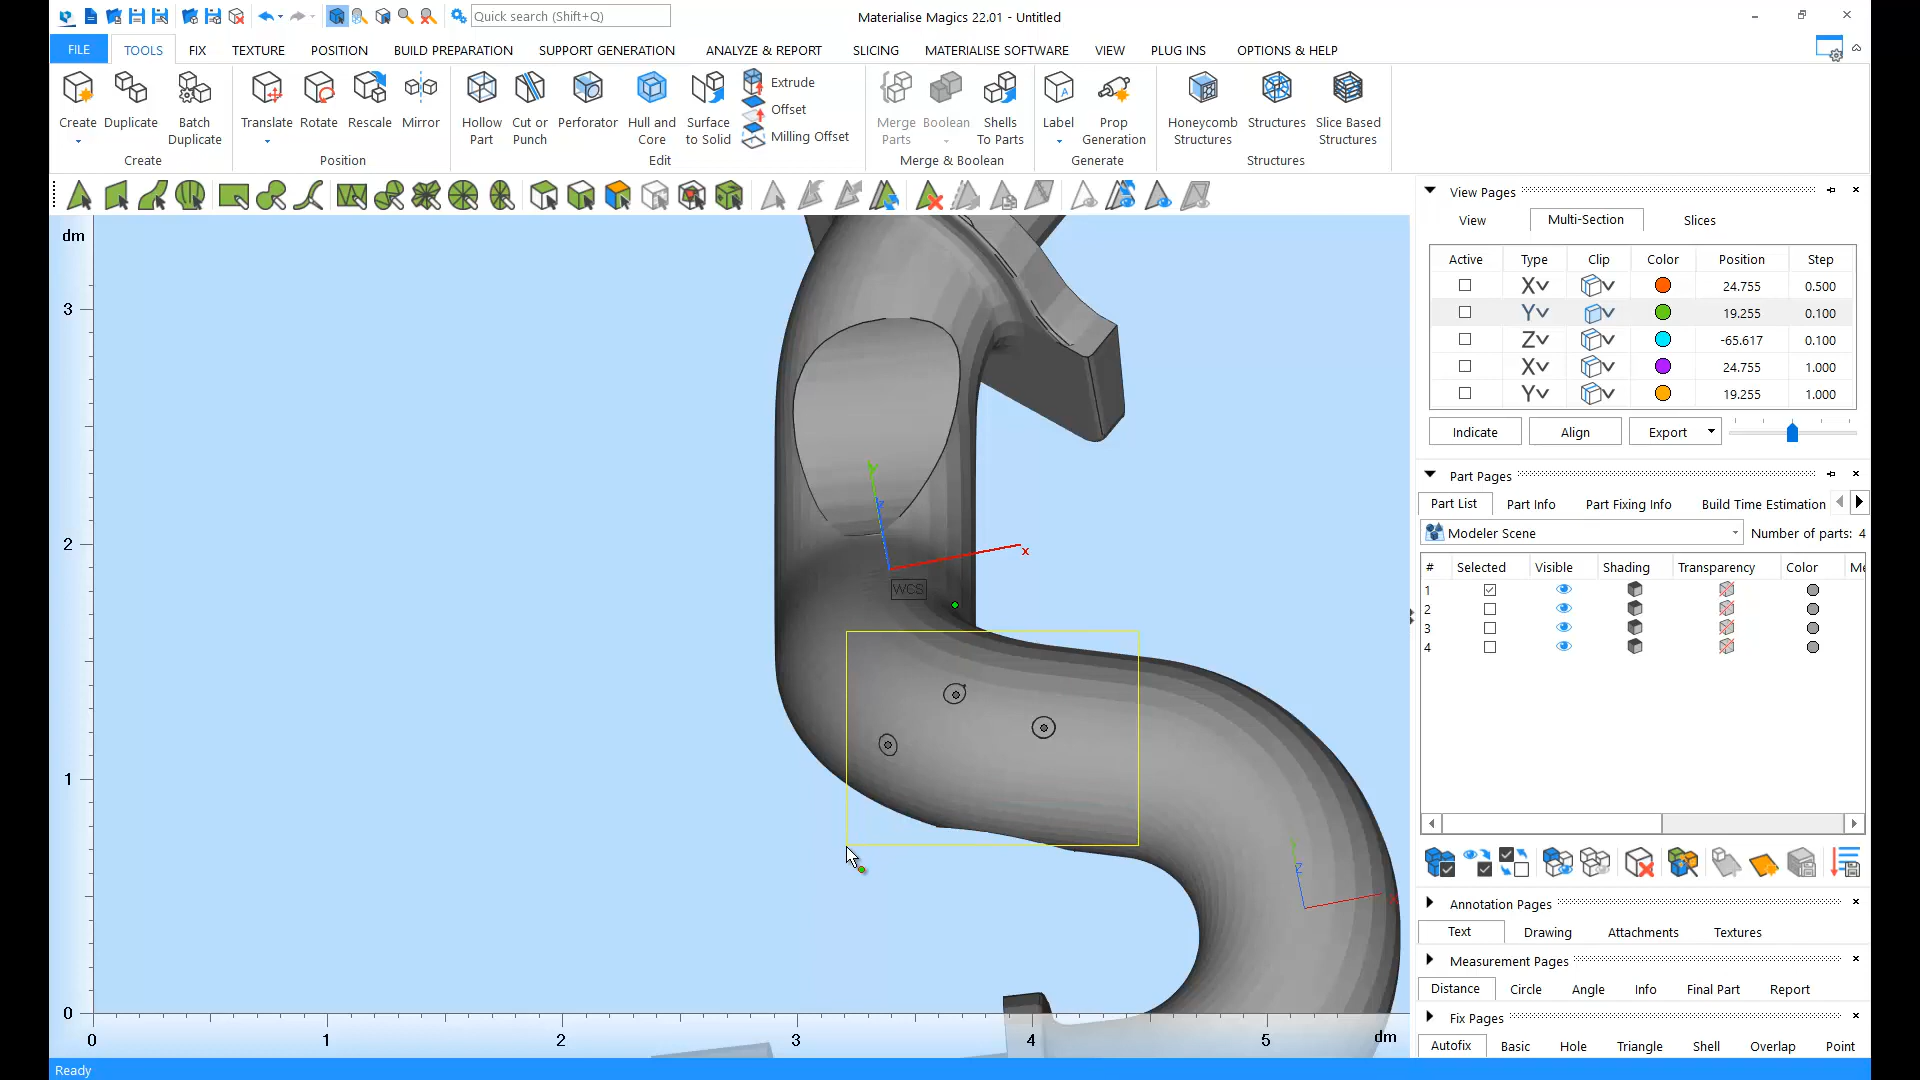 Quick search (Shift+Q)
Materialise Magics 22.01 - Untitled
FILE TOOLS FIX TEXTURE POSITION BUILD PREPARATION SUPPORT GENERATION ANALYZE & REPORT SLICING MATERIALISE SOFTWARE VIEW PLUG INS OPTIONS & HELP
Create Duplicate Batch Duplicate
Create
Translate Rotate Rescale Mirror
Position
Hollow Part Cut or Punch Perforator Hull and Core Surface to Solid
Extrude
Offset
Milling Offset
Edit
Merge Parts Boolean Shells To Parts
Merge & Boolean
Label Prop Generation
Generate
Honeycomb Structures Structures Slice Based Structures
Structures
View Pages
View Multi-Section Slices
Active Type Clip Color Position Step
X 24.755 0.500
Y 19.255 0.100
Z -65.617 0.100
X 24.755 1.000
Y 19.255 1.000
Indicate Align Export
Part Pages
Part List Part Info Part Fixing Info Build Time Estimation
Modeler Scene Number of parts: 4
# Selected Visible Shading Transparency Color Me
1
2
3
4
Annotation Pages
Text Drawing Attachments Textures
Measurement Pages
Distance Circle Angle Info Final Part Report
Fix Pages
Autofix Basic Hole Triangle Shell Overlap Point
dm
3
2
1
0
0 1 2 3 4 5 dm
Y
Z
x
WCS
Y
Z
x
Ready